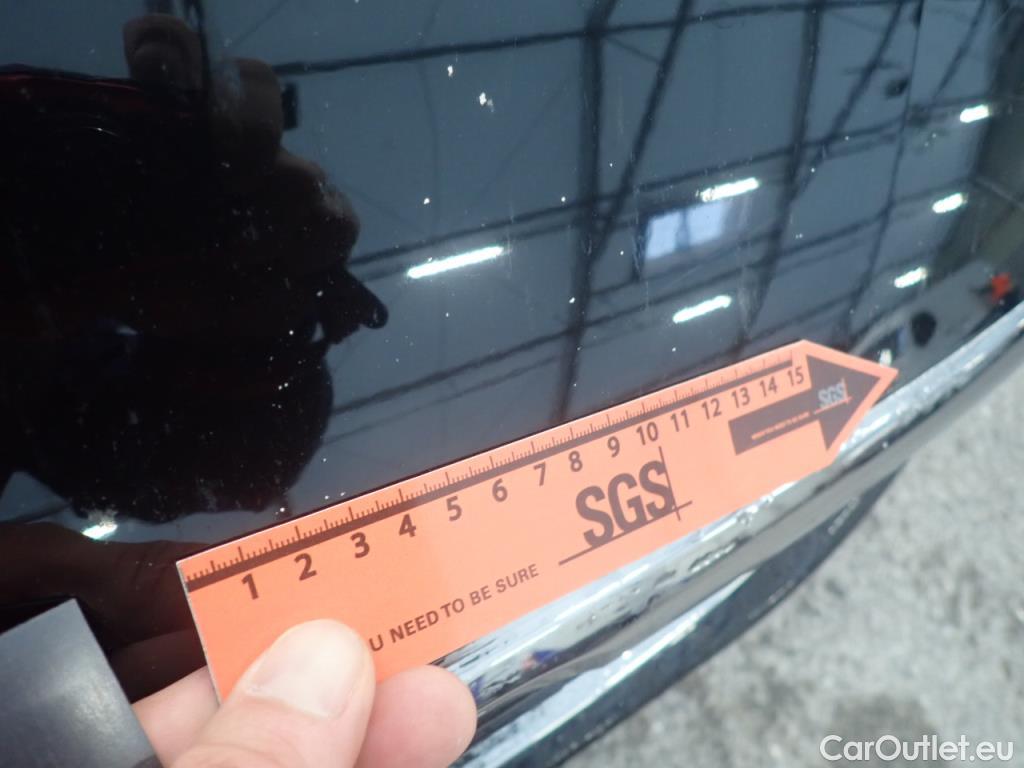 1 2 3 4 5 6 7 8 9 10 11 12 13 14 15
SGS
SGS
U NEED TO BE SURE
CarOutlet.eu